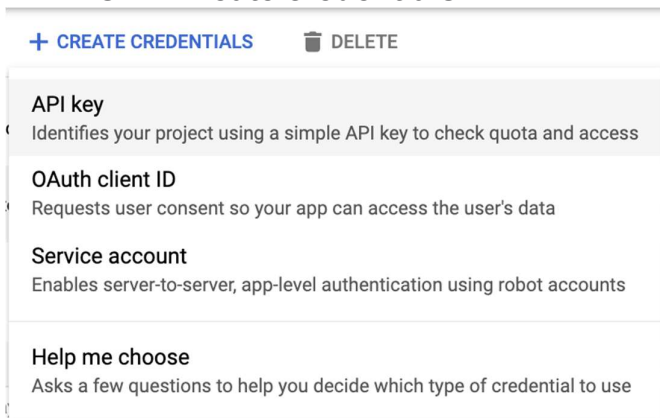 + CREATE CREDENTIALS DELETE
API key
Identifies your project using a simple API key to check quota and access
OAuth client ID
Requests user consent so your app can access the user's data
Service account
Enables server-to-server, app-level authentication using robot accounts
Help me choose
Asks a few questions to help you decide which type of credential to use